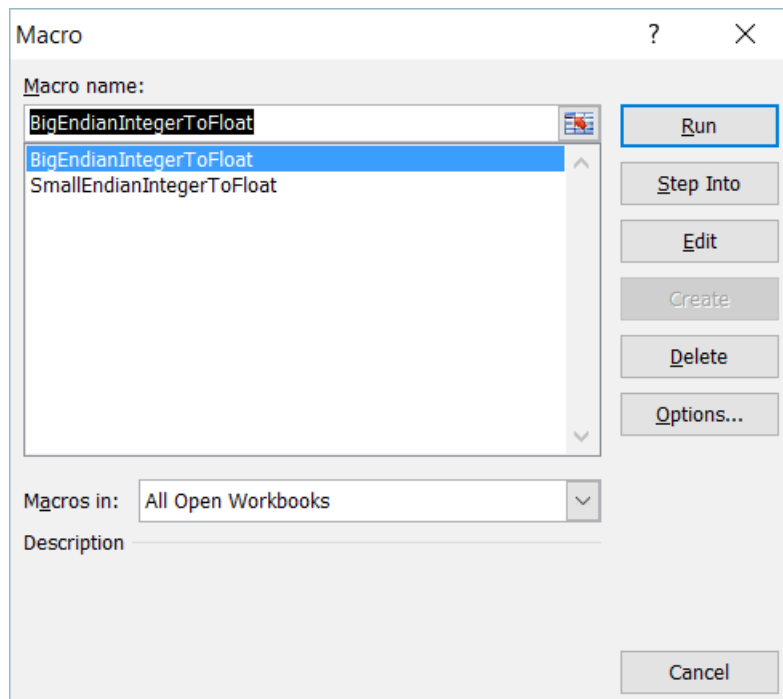 Macro
?
Macro name:
BigEndianIntegerToFloat
Run
BigEndianIntegerToFloat
SmallEndianIntegerToFloat
Step Into
Edit
Create
Delete
Options...
Macros in: All Open Workbooks
Description
Cancel